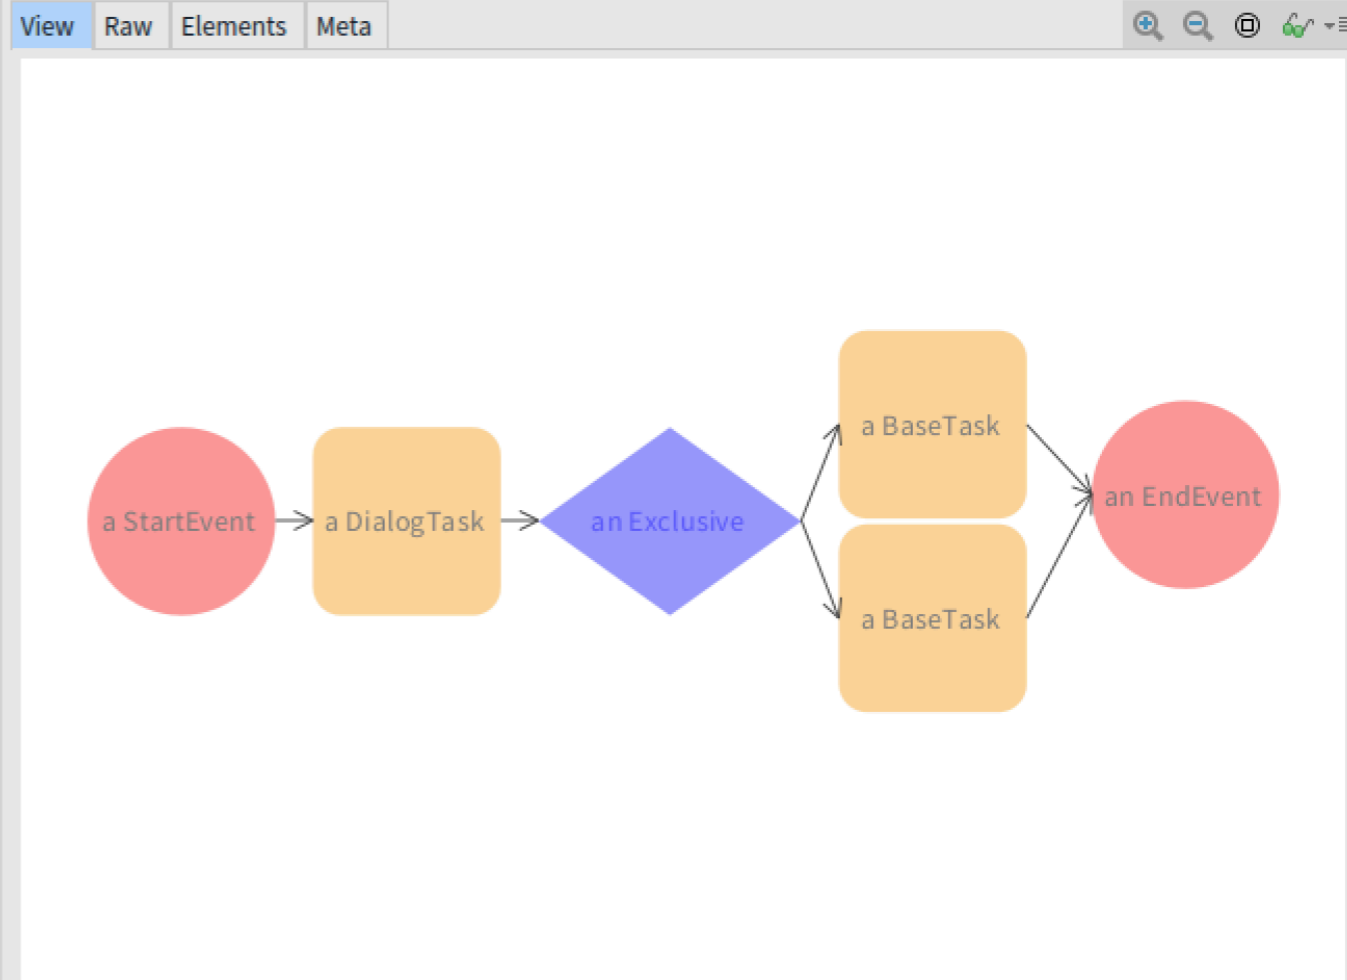 View Raw Elements Meta
a StartEvent
a DialogTask
an Exclusive
a BaseTask
a BaseTask
an EndEvent